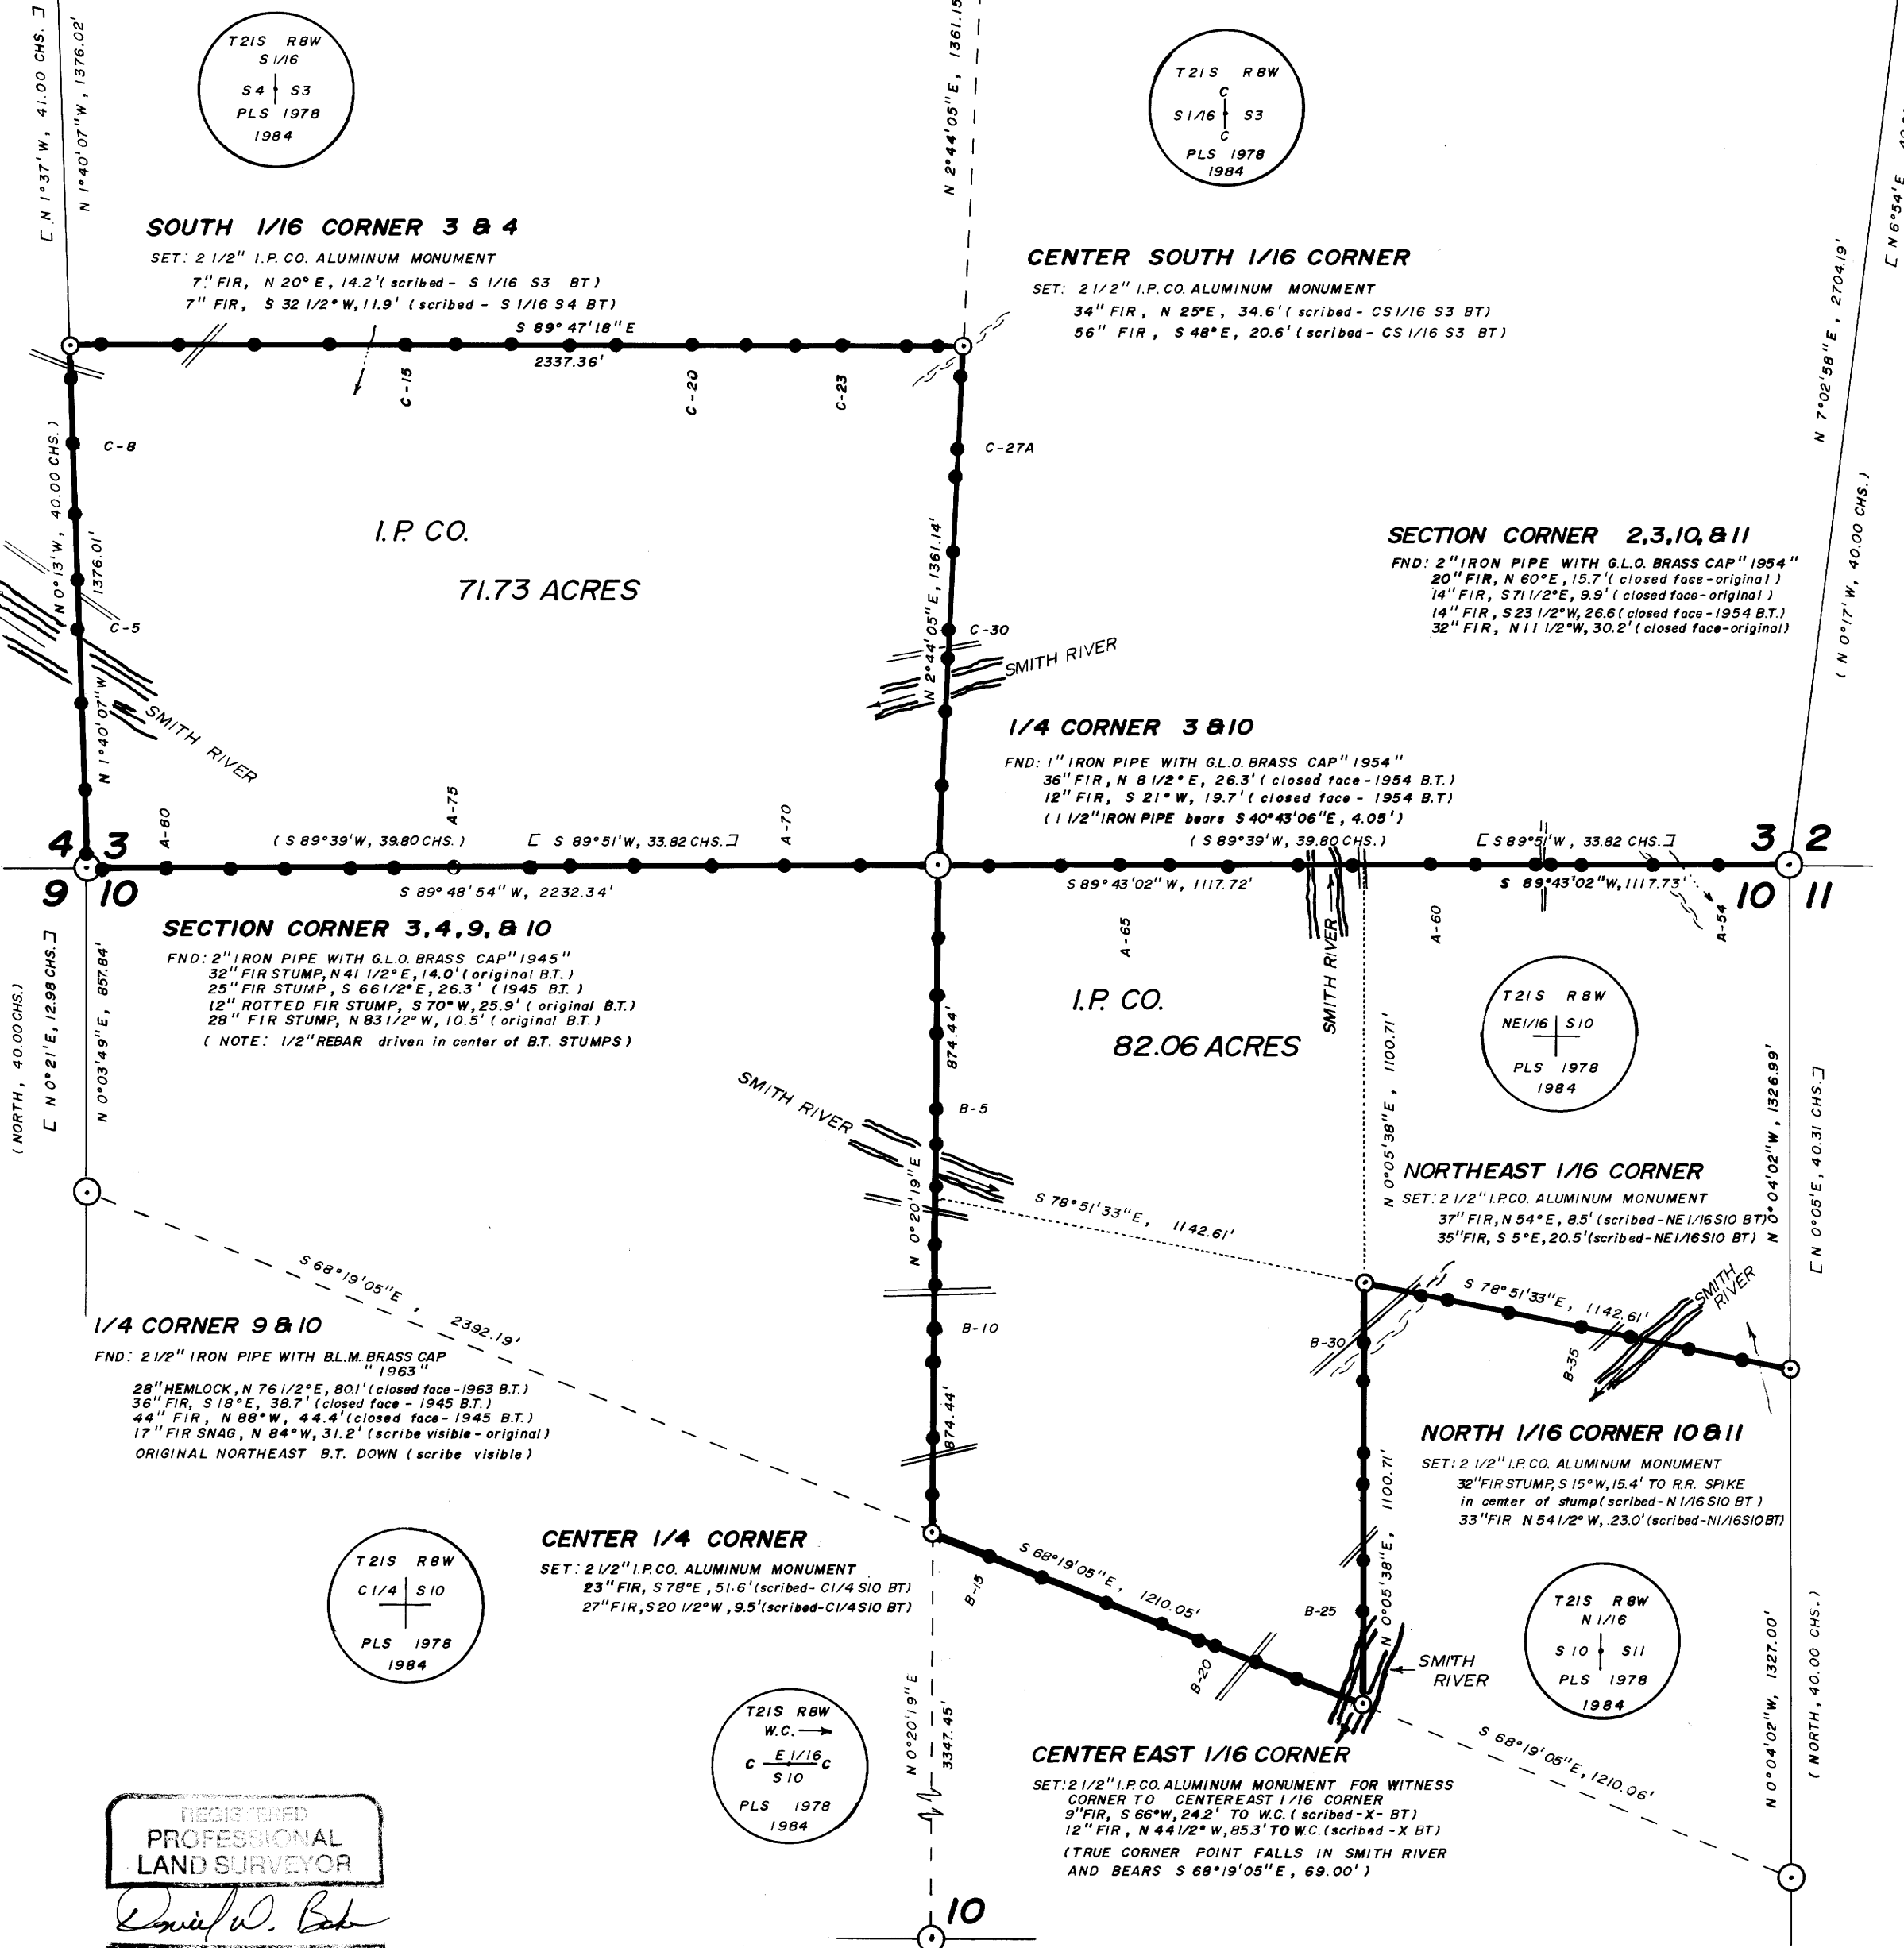 [ N 1°37'W, 41.00 CHS. ]
N 1°40'07"W, 1376.02'
T21S R8W
S 1/16
S4 S3
PLS 1978
1984
N 2°44'05"E, 1361.15'
T21S R8W
C
S1/16 S3
C
PLS 1978
1984
SOUTH 1/16 CORNER 3 & 4
SET: 2 1/2" I.P. CO. ALUMINUM MONUMENT
7" FIR, N 20° E, 14.2' (scribed - S 1/16 S3 BT)
7" FIR, S 32 1/2° W, 11.9' (scribed - S 1/16 S4 BT)
S 89° 47'18"E
2337.36'
CENTER SOUTH 1/16 CORNER
SET: 2 1/2" I.P. CO. ALUMINUM MONUMENT
34" FIR, N 25°E, 34.6' (scribed - CS 1/16 S3 BT)
56" FIR, S 48°E, 20.6' (scribed - CS 1/16 S3 BT)
[ N 6°54'E
N 7°02'58"E, 2704.19'
(N 0°17'W, 40.00 CHS.)
C-15
C-20
C-23
C-8
C-27A
(N 0°13'W, 40.00 CHS.)
1376.01'
N 1°40'07"W
C-5
I.P. CO.
71.73 ACRES
N 2°44'05"E, 1361.14'
C-30
SMITH RIVER
SMITH RIVER
SECTION CORNER 2,3,10,&11
FND: 2" IRON PIPE WITH G.L.O. BRASS CAP "1954"
20" FIR, N 60°E, 15.7' (closed face-original)
14" FIR, S 71 1/2°E, 9.9' (closed face-original)
14" FIR, S 23 1/2°W, 26.6 (closed face-1954 B.T.)
32" FIR, N 11 1/2°W, 30.2' (closed face-original)
1/4 CORNER 3 &10
FND: 1" IRON PIPE WITH G.L.O. BRASS CAP "1954"
36" FIR, N 8 1/2° E, 26.3' (closed face-1954 B.T.)
12" FIR, S 21° W, 19.7' (closed face - 1954 B.T)
(1 1/2" IRON PIPE bears S 40°43'06"E, 4.05')
A-80
A-75
A-70
4 3
(S 89°39'W, 39.80 CHS.)
[ S 89°51'W, 33.82 CHS. ]
(S 89°39'W, 39.80 CHS.)
[ S 89°51'W, 33.82 CHS. ]
3 2
9 10
S 89°48'54"W, 2232.34'
S 89°43'02"W, 1117.72'
S 89°43'02"W, 1117.73'
10 11
A-65
SMITH RIVER
A-60
A-54
SECTION CORNER 3,4,9,&10
FND: 2" IRON PIPE WITH G.L.O. BRASS CAP "1945"
32" FIR STUMP, N 41 1/2°E, 14.0' (original B.T.)
25" FIR STUMP, S 66 1/2°E, 26.3' (1945 B.T.)
12" ROTTED FIR STUMP, S 70° W, 25.9' (original B.T.)
28" FIR STUMP, N 83 1/2° W, 10.5' (original B.T.)
(NOTE: 1/2" REBAR driven in center of B.T. STUMPS)
(NORTH, 40.00 CHS.)
[ N 0°21'E, 12.98 CHS. ]
N 0°03'49"E, 857.84'
I.P. CO.
82.06 ACRES
874.44'
N 0°05'38"E, 1100.71'
T21S R8W
NE1/16 S10
PLS 1978
1984
N 0°04'02"W, 1326.99'
[ N 0°05'E, 40.31 CHS. ]
SMITH RIVER
B-5
N 0°20'19"E
S 78°51'33"E, 1142.61'
NORTHEAST 1/16 CORNER
SET: 2 1/2" I.P.CO. ALUMINUM MONUMENT
37" FIR, N 54°E, 8.5' (scribed-NE 1/16 S10 BT)
35" FIR, S 5°E, 20.5' (scribed-NE1/16 S10 BT)
S 68°19'05"E, 2392.19'
S 78°51'33"E, 1142.61'
SMITH RIVER
B-10
B-30
B-35
1/4 CORNER 9 &10
FND: 2 1/2" IRON PIPE WITH B.L.M. BRASS CAP
"1963"
28" HEMLOCK, N 76 1/2°E, 80.1' (closed face-1963 B.T.)
36" FIR, S 18°E, 38.7' (closed face - 1945 B.T.)
44" FIR, N 88°W, 44.4' (closed face-1945 B.T.)
17" FIR SNAG, N 84°W, 31.2' (scribe visible-original)
ORIGINAL NORTHEAST B.T. DOWN (scribe visible)
874.44'
1100.71'
N 0°05'38"E,
NORTH 1/16 CORNER 10 & 11
SET: 2 1/2" I.P. CO. ALUMINUM MONUMENT
32" FIR STUMP, S 15°W, 15.4' TO R.R. SPIKE
in center of stump (scribed-N 1/16 S10 BT)
33" FIR N 54 1/2° W, 23.0' (scribed-N1/16S10 BT)
T21S R8W
C 1/4 S10
PLS 1978
1984
CENTER 1/4 CORNER
SET: 2 1/2" I.P.CO. ALUMINUM MONUMENT
23" FIR, S 78°E, 51.6' (scribed- C1/4 S10 BT)
27" FIR, S 20 1/2°W, 9.5' (scribed-C1/4 S10 BT)
B-15
S 68°19'05"E, 1210.05'
B-20
B-25
SMITH
RIVER
T21S R8W
N 1/16
S 10 S11
PLS 1978
1984
N 0°04'02"W, 1327.00'
(NORTH, 40.00 CHS.)
T21S R8W
W.C.
E 1/16
C C
S 10
PLS 1978
1984
N 0°20'19"E
3347.45'
S 68°19'05"E, 1210.06'
CENTER EAST 1/16 CORNER
SET: 2 1/2" I.P. CO. ALUMINUM MONUMENT FOR WITNESS
CORNER TO CENTER EAST 1/16 CORNER
9" FIR, S 66°W, 24.2' TO W.C. (scribed -X- BT)
12" FIR, N 44 1/2° W, 85.3' TO W.C. (scribed -X BT)
(TRUE CORNER POINT FALLS IN SMITH RIVER
AND BEARS S 68°19'05"E, 69.00')
REGISTERED
PROFESSIONAL
LAND SURVEYOR
10